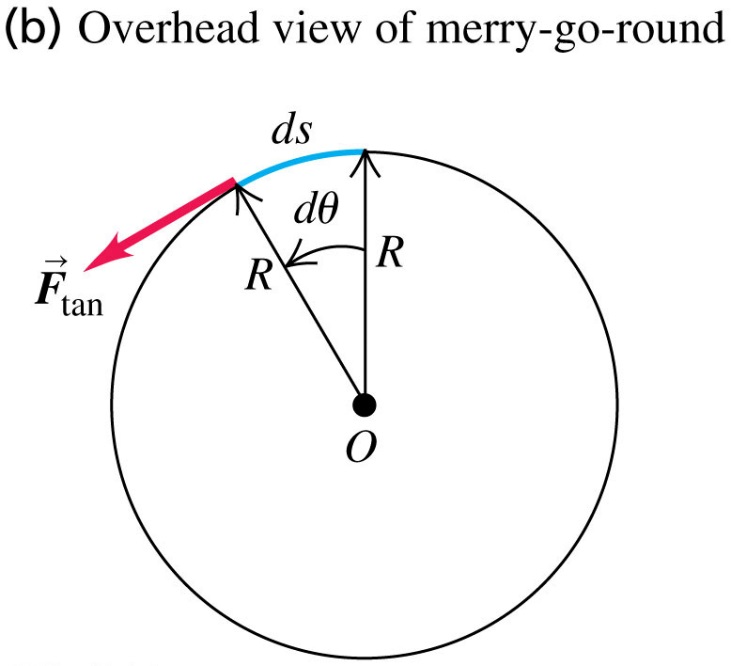 (b) Overhead view of merry-go-round
ds
dθ
R
R
F⃗tan
O